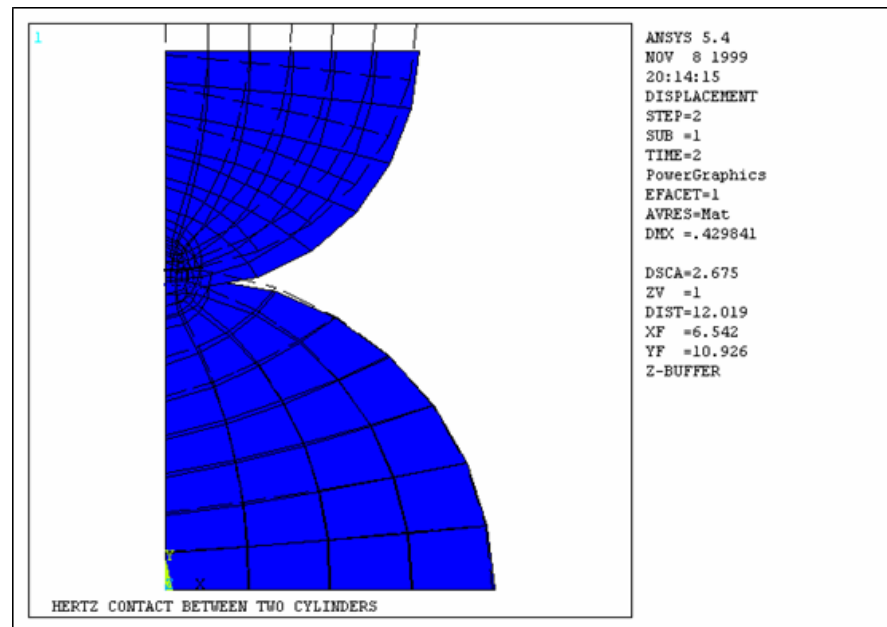 1
ANSYS 5.4
NOV 8 1999
20:14:15
DISPLACEMENT
STEP=2
SUB =1
TIME=2
PowerGraphics
EFACET=1
AVRES=Mat
DMX =.429841
DSCA=2.675
ZV =1
DIST=12.019
XF =6.542
YF =10.926
Z-BUFFER
Y
X
HERTZ CONTACT BETWEEN TWO CYLINDERS